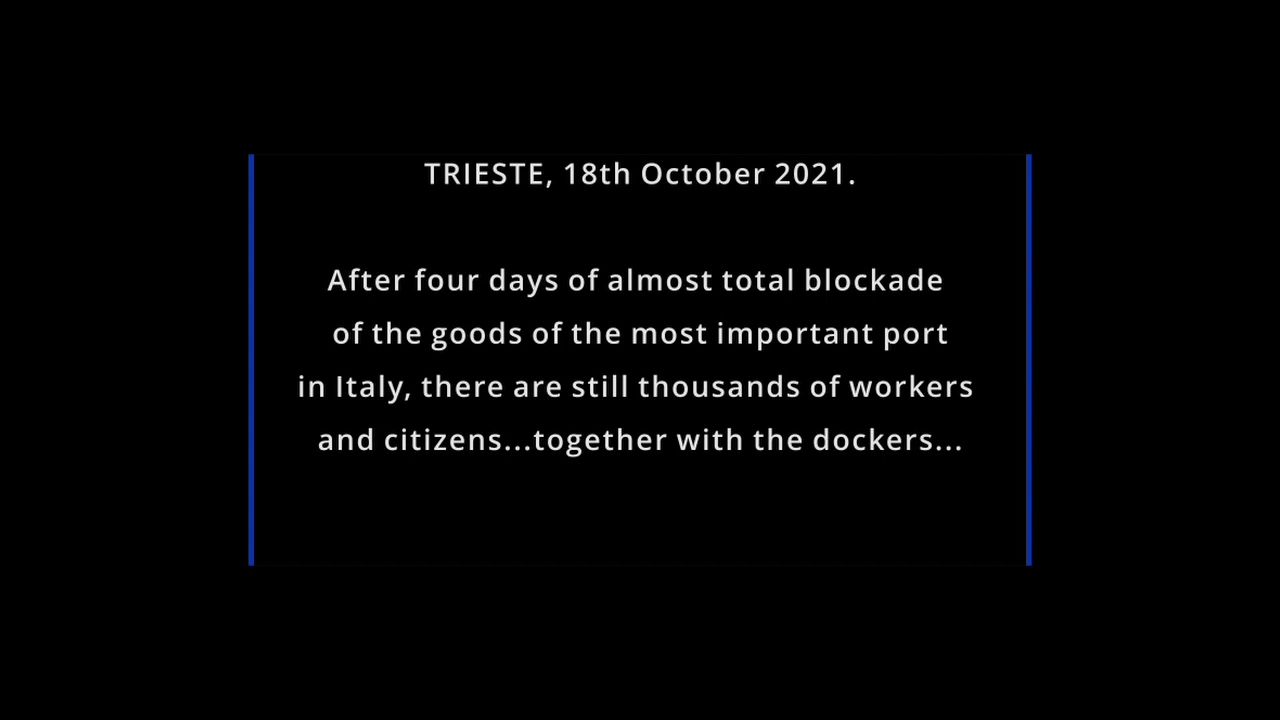 TRIESTE, 18th October 2021.
After four days of almost total blockade
of the goods of the most important port
in Italy, there are still thousands of workers
and citizens...together with the dockers...